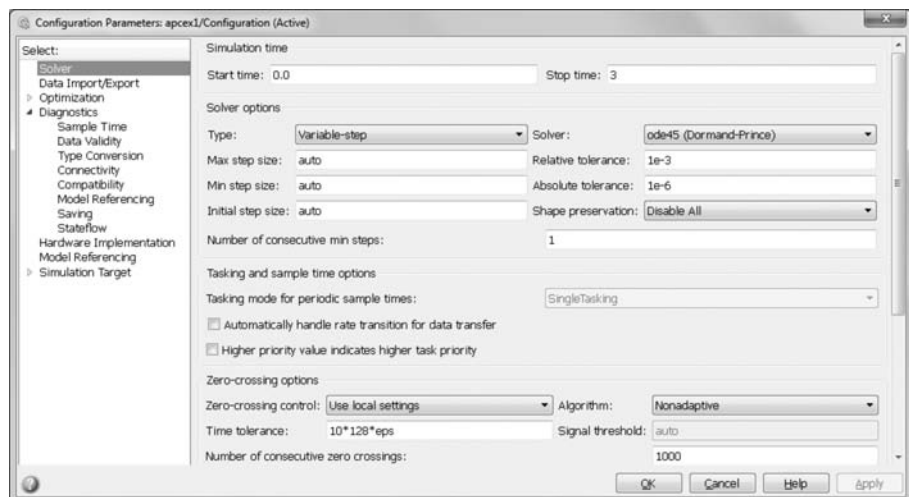 Configuration Parameters: apcex1/Configuration (Active)
Select:
Solver
Data Import/Export
Optimization
Diagnostics
Sample Time
Data Validity
Type Conversion
Connectivity
Compatibility
Model Referencing
Saving
Stateflow
Hardware Implementation
Model Referencing
Simulation Target
Simulation time
Start time: 0.0 Stop time: 3
Solver options
Type: Variable-step Solver: ode45 (Dormand-Prince)
Max step size: auto Relative tolerance: 1e-3
Min step size: auto Absolute tolerance: 1e-6
Initial step size: auto Shape preservation: Disable All
Number of consecutive min steps: 1
Tasking and sample time options
Tasking mode for periodic sample times: SingleTasking
Automatically handle rate transition for data transfer
Higher priority value indicates higher task priority
Zero-crossing options
Zero-crossing control: Use local settings Algorithm: Nonadaptive
Time tolerance: 10*128*eps Signal threshold: auto
Number of consecutive zero crossings: 1000
OK Cancel Help Apply